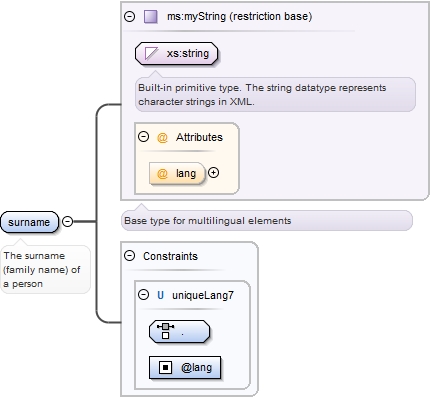 ms:myString (restriction base)
xs:string
Built-in primitive type. The string datatype represents
character strings in XML.
@ Attributes
@ lang
Base type for multilingual elements
surname
The surname
(family name) of
a person
Constraints
U uniqueLang7
.
@lang